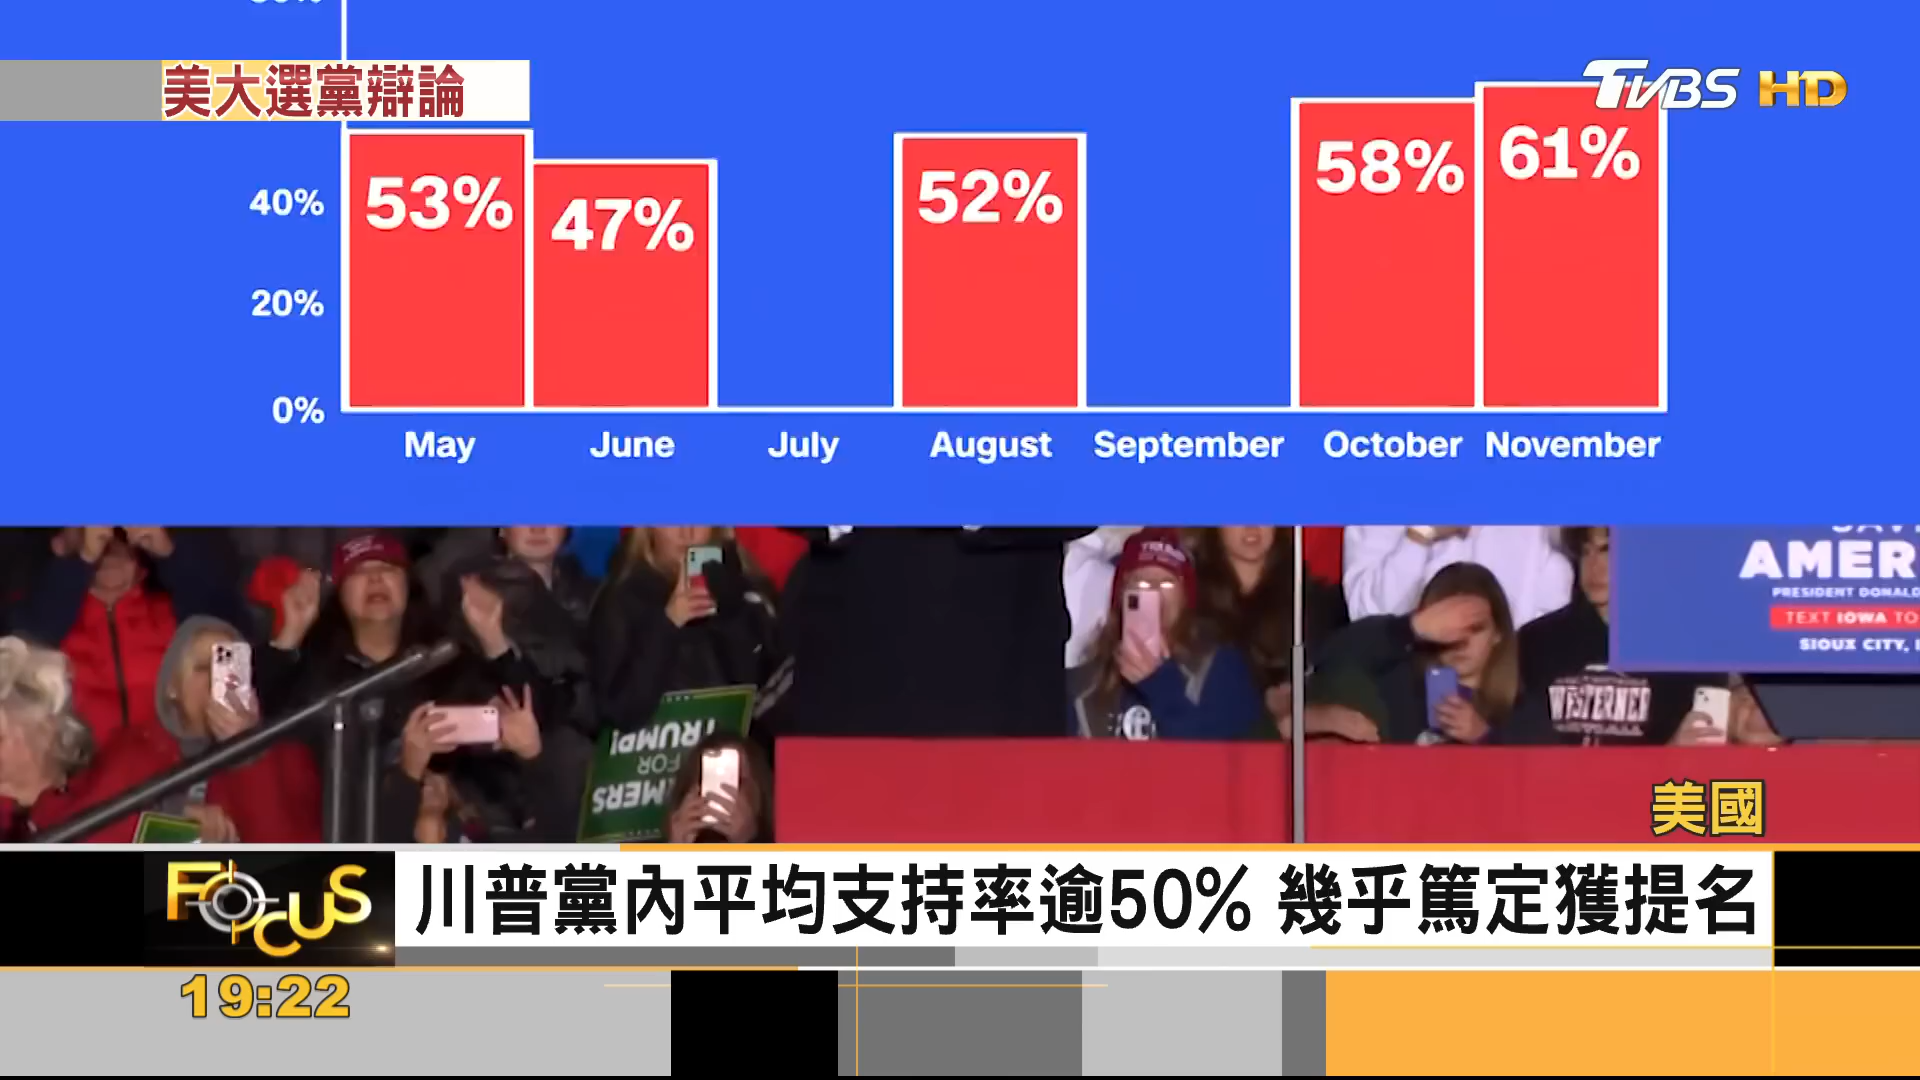 美大選黨辯論
TVBS HD
53%
47%
52%
58%
61%
40%
20%
0%
May June July August September October November
AMER
PRESIDENT DONALD
TEXT IOWA TO
SIOUX CITY, I
WESTERNER
TRUMP!
FOR
美國
FOCUS
川普黨內平均支持率逾50% 幾乎篤定獲提名
19:22